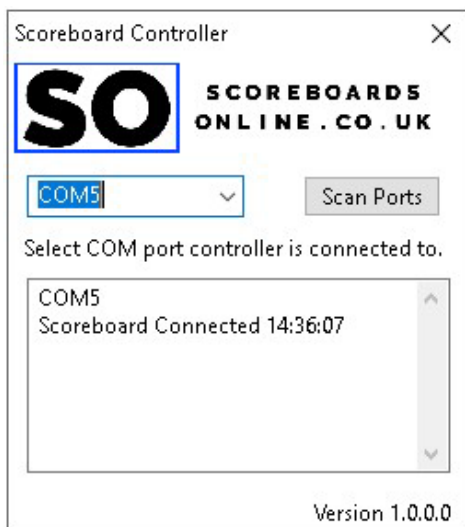 Scoreboard Controller
SO
SCOREBOARDS
ONLINE.CO.UK
COM5
Scan Ports
Select COM port controller is connected to.
COM5
Scoreboard Connected 14:36:07
Version 1.0.0.0